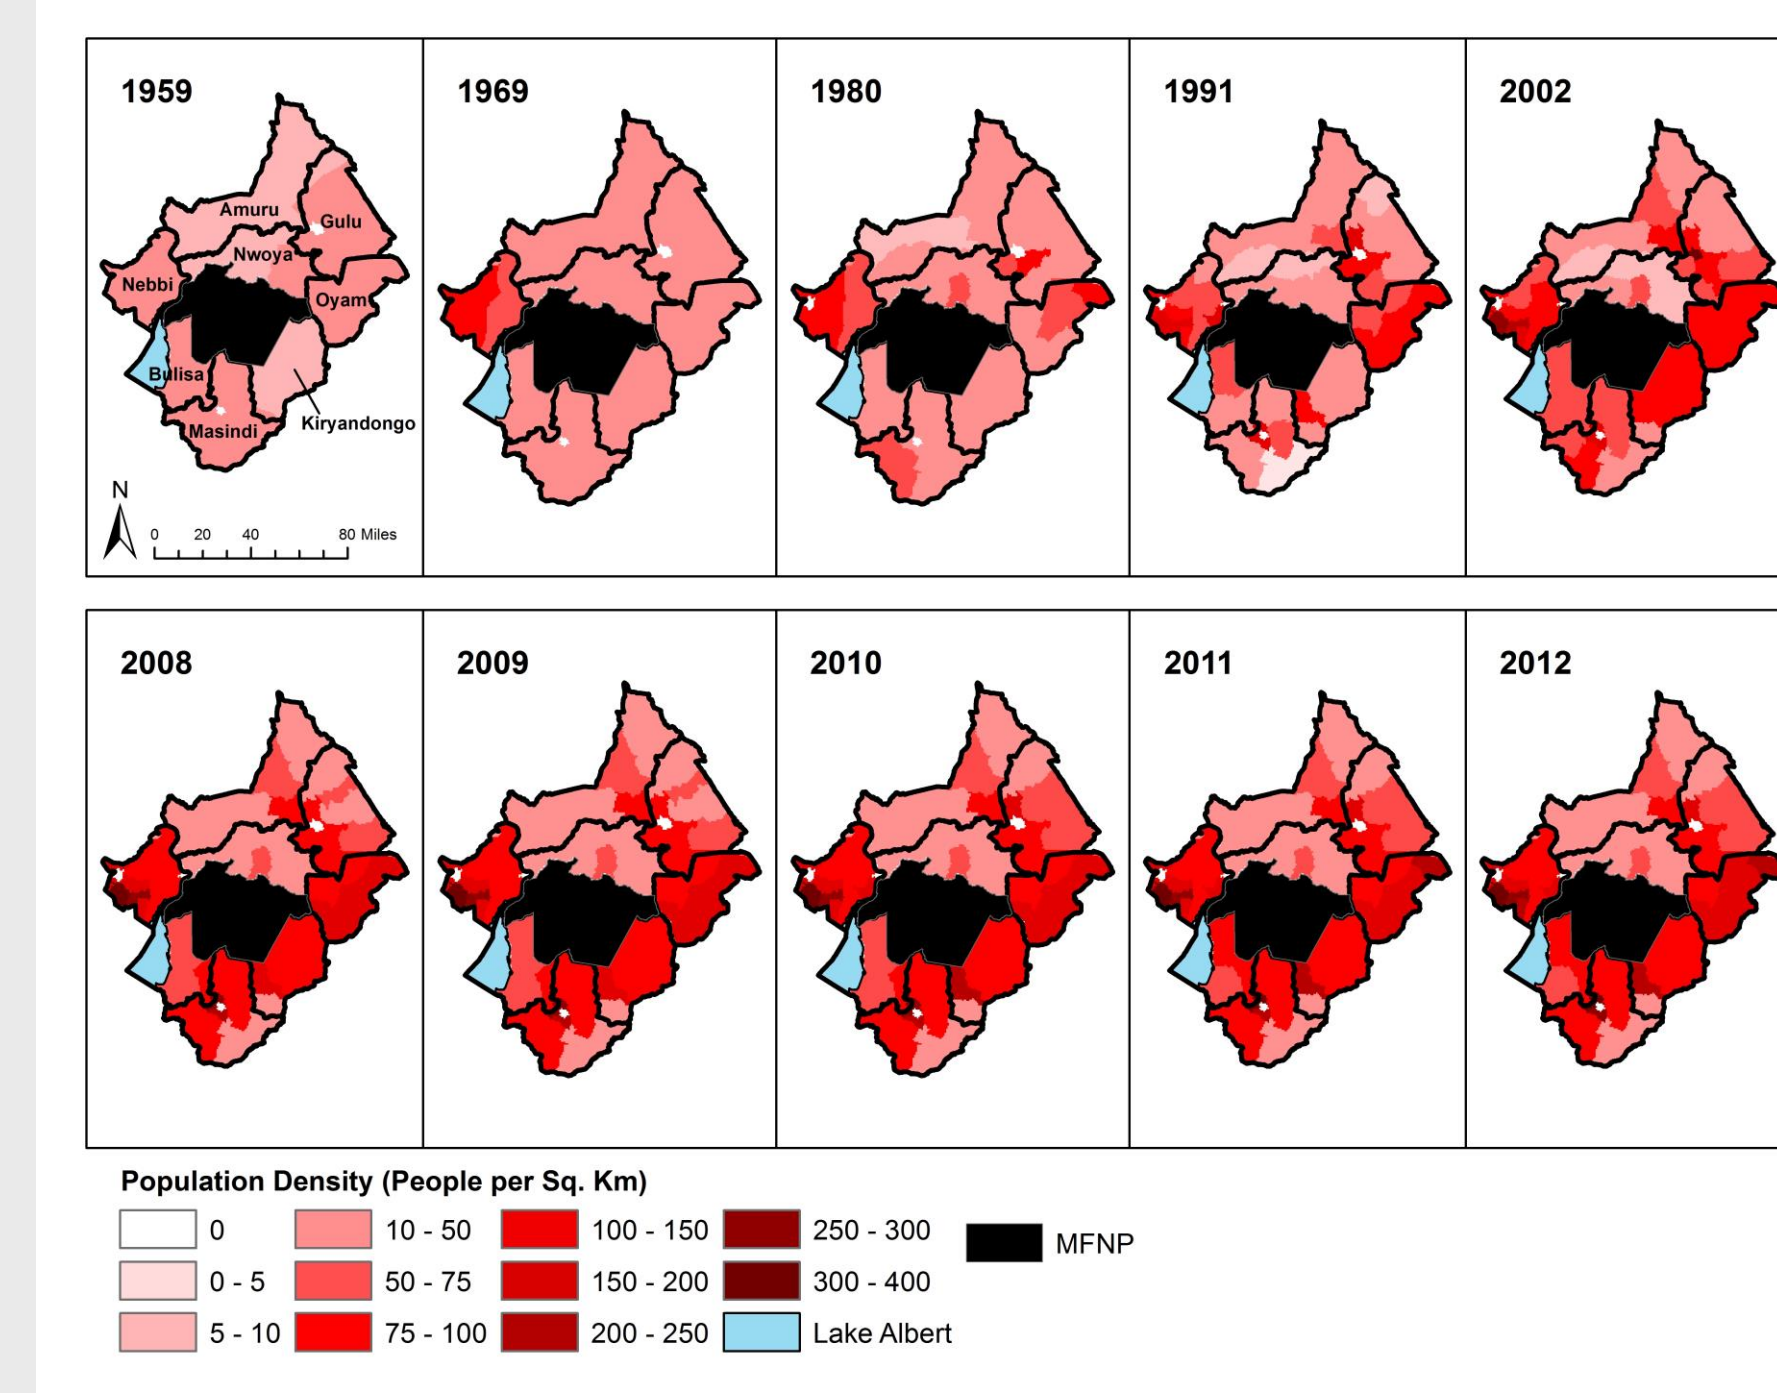 1959
1969
1980
1991
2002
Amuru
Gulu
Nwoya
Nebbi
Oyam
Bulisa
Kiryandongo
Masindi
N
0 20 40 80 Miles
2008
2009
2010
2011
2012
Population Density (People per Sq. Km)
0
10 - 50
100 - 150
250 - 300
MFNP
0 - 5
50 - 75
150 - 200
300 - 400
5 - 10
75 - 100
200 - 250
Lake Albert